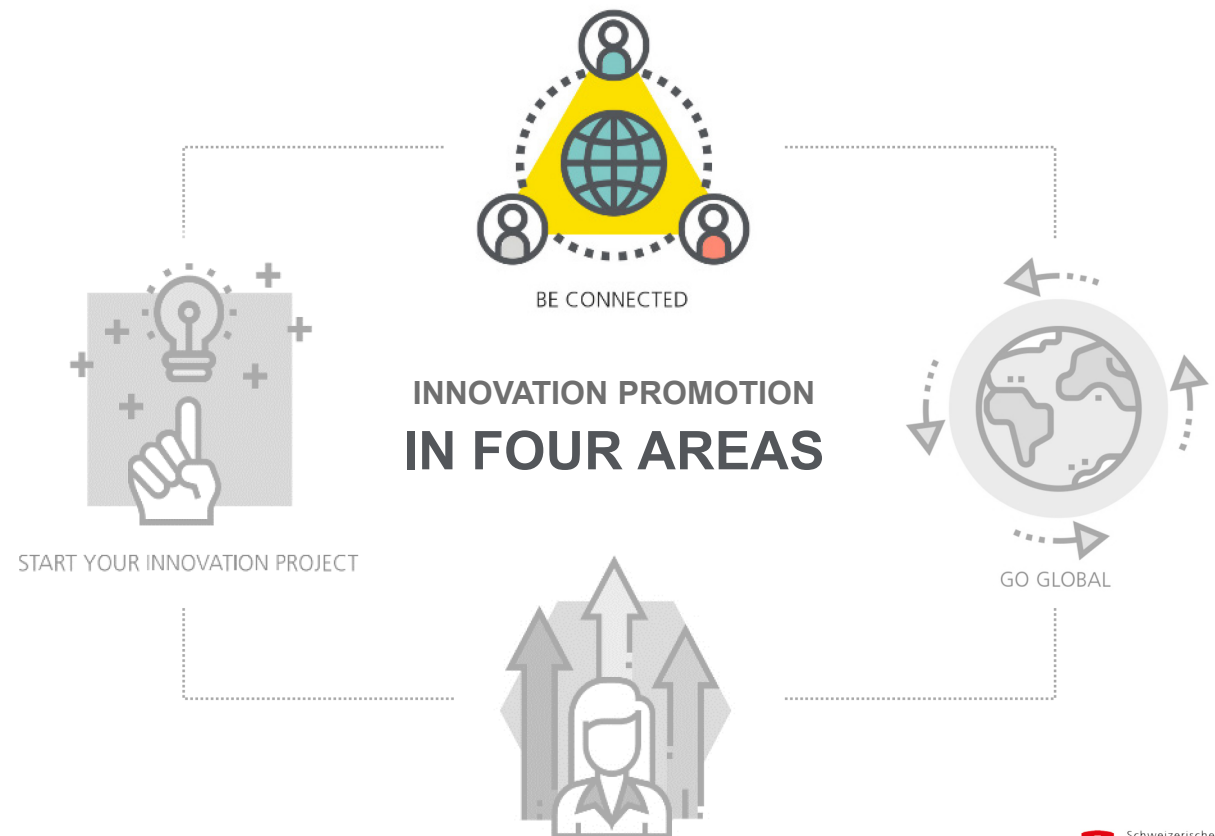 BE CONNECTED
INNOVATION PROMOTION
IN FOUR AREAS
START YOUR INNOVATION PROJECT
GO GLOBAL
Schweizerische